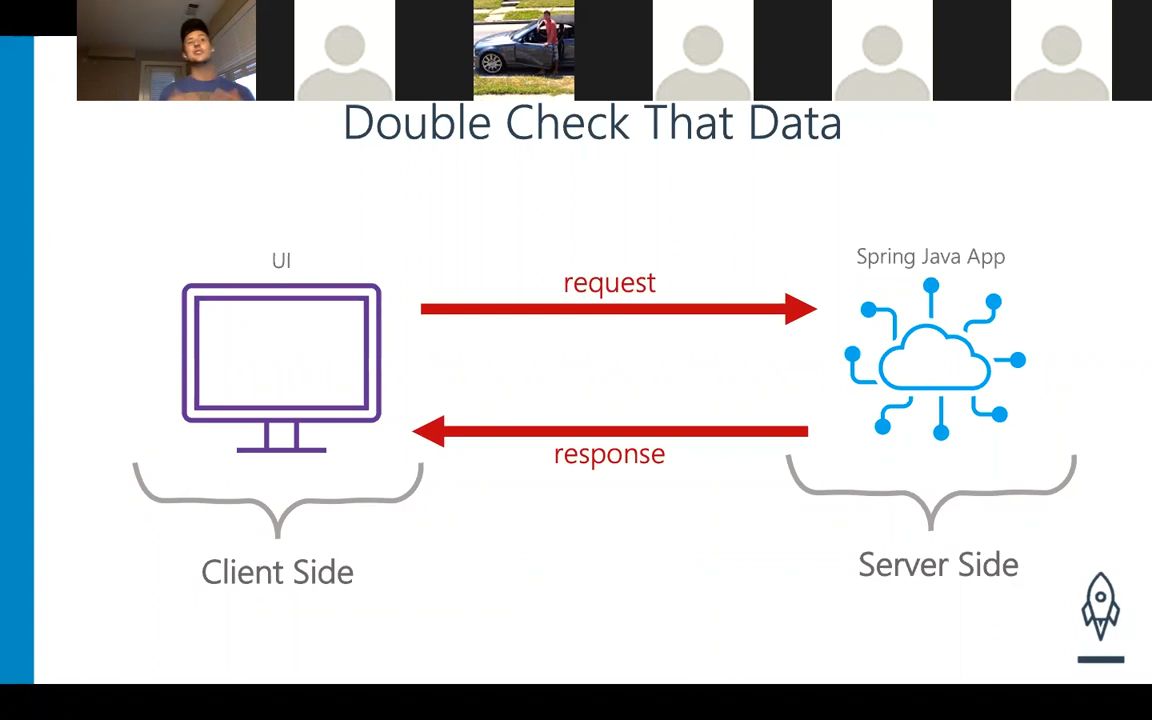 Double Check That Data
UI
Spring Java App
request
response
Client Side
Server Side